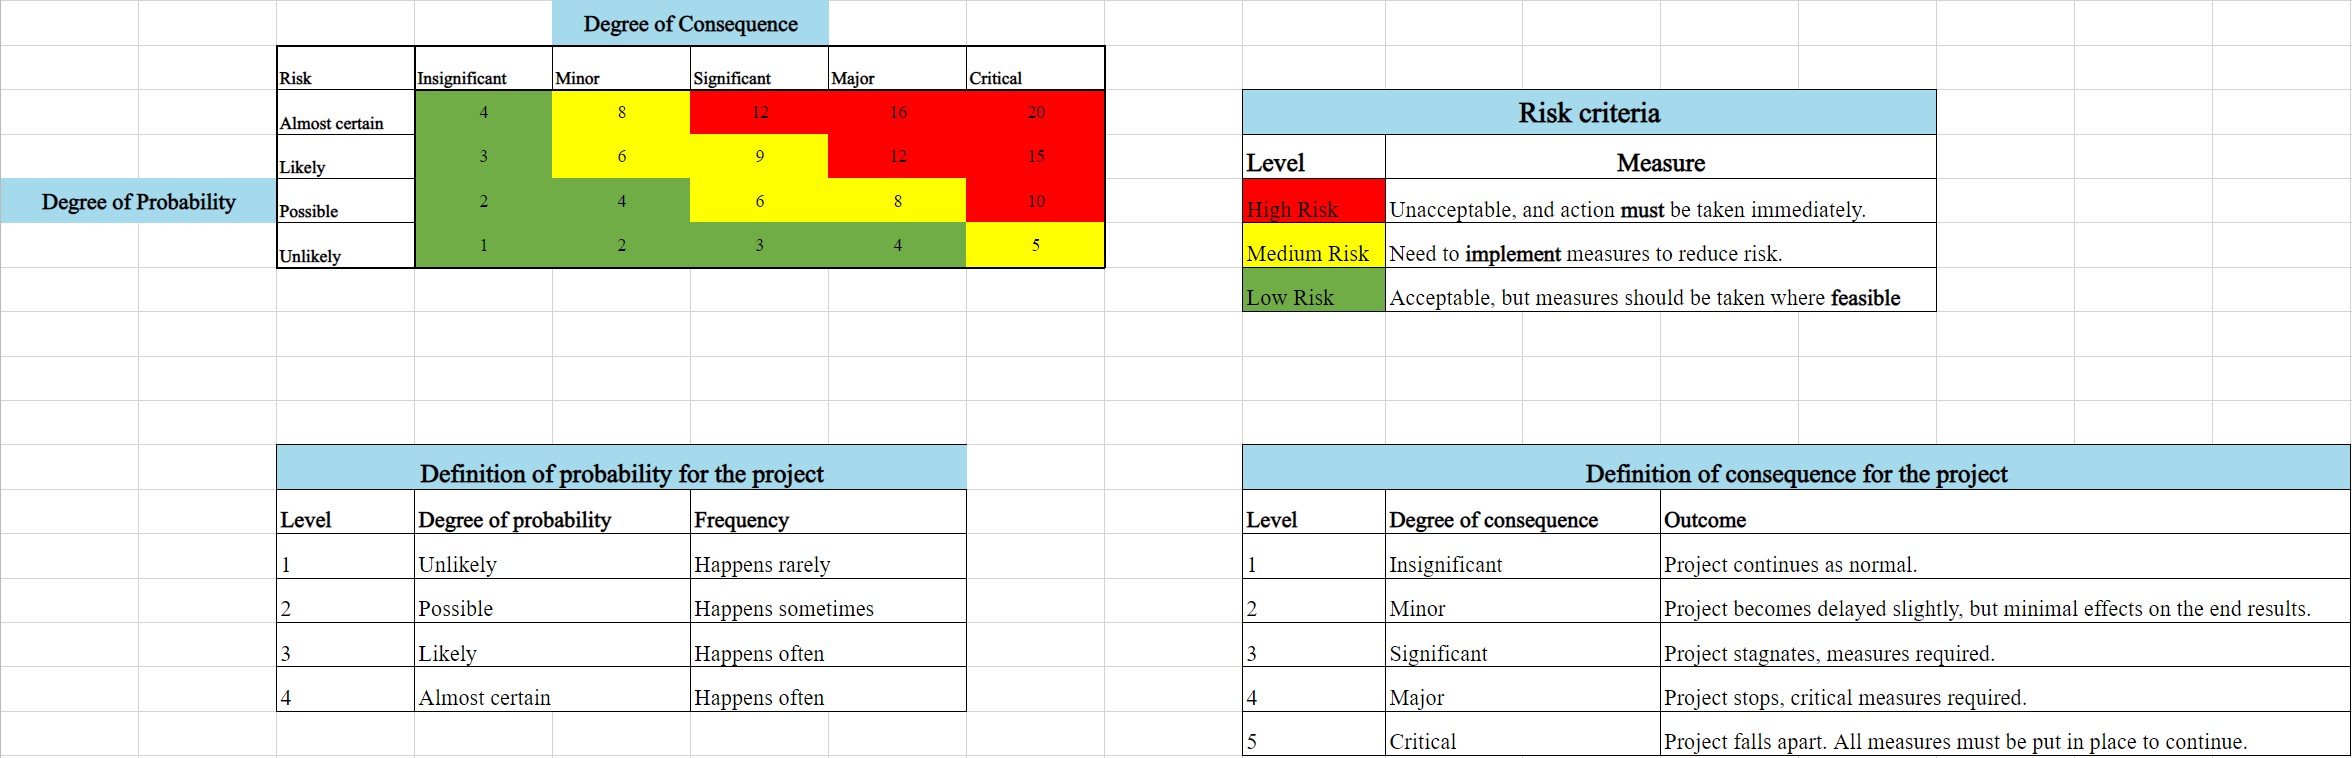 Degree of Consequence
Risk Insignificant Minor Significant Major Critical
Almost certain 4 8 12 16 20
Likely 3 6 9 12 15
Degree of Probability Possible 2 4 6 8 10
Unlikely 1 2 3 4 5
Risk criteria
Level Measure
High Risk Unacceptable, and action must be taken immediately.
Medium Risk Need to implement measures to reduce risk.
Low Risk Acceptable, but measures should be taken where feasible
Definition of probability for the project
Level Degree of probability Frequency
1 Unlikely Happens rarely
2 Possible Happens sometimes
3 Likely Happens often
4 Almost certain Happens often
Definition of consequence for the project
Level Degree of consequence Outcome
1 Insignificant Project continues as normal.
2 Minor Project becomes delayed slightly, but minimal effects on the end results.
3 Significant Project stagnates, measures required.
4 Major Project stops, critical measures required.
5 Critical Project falls apart. All measures must be put in place to continue.